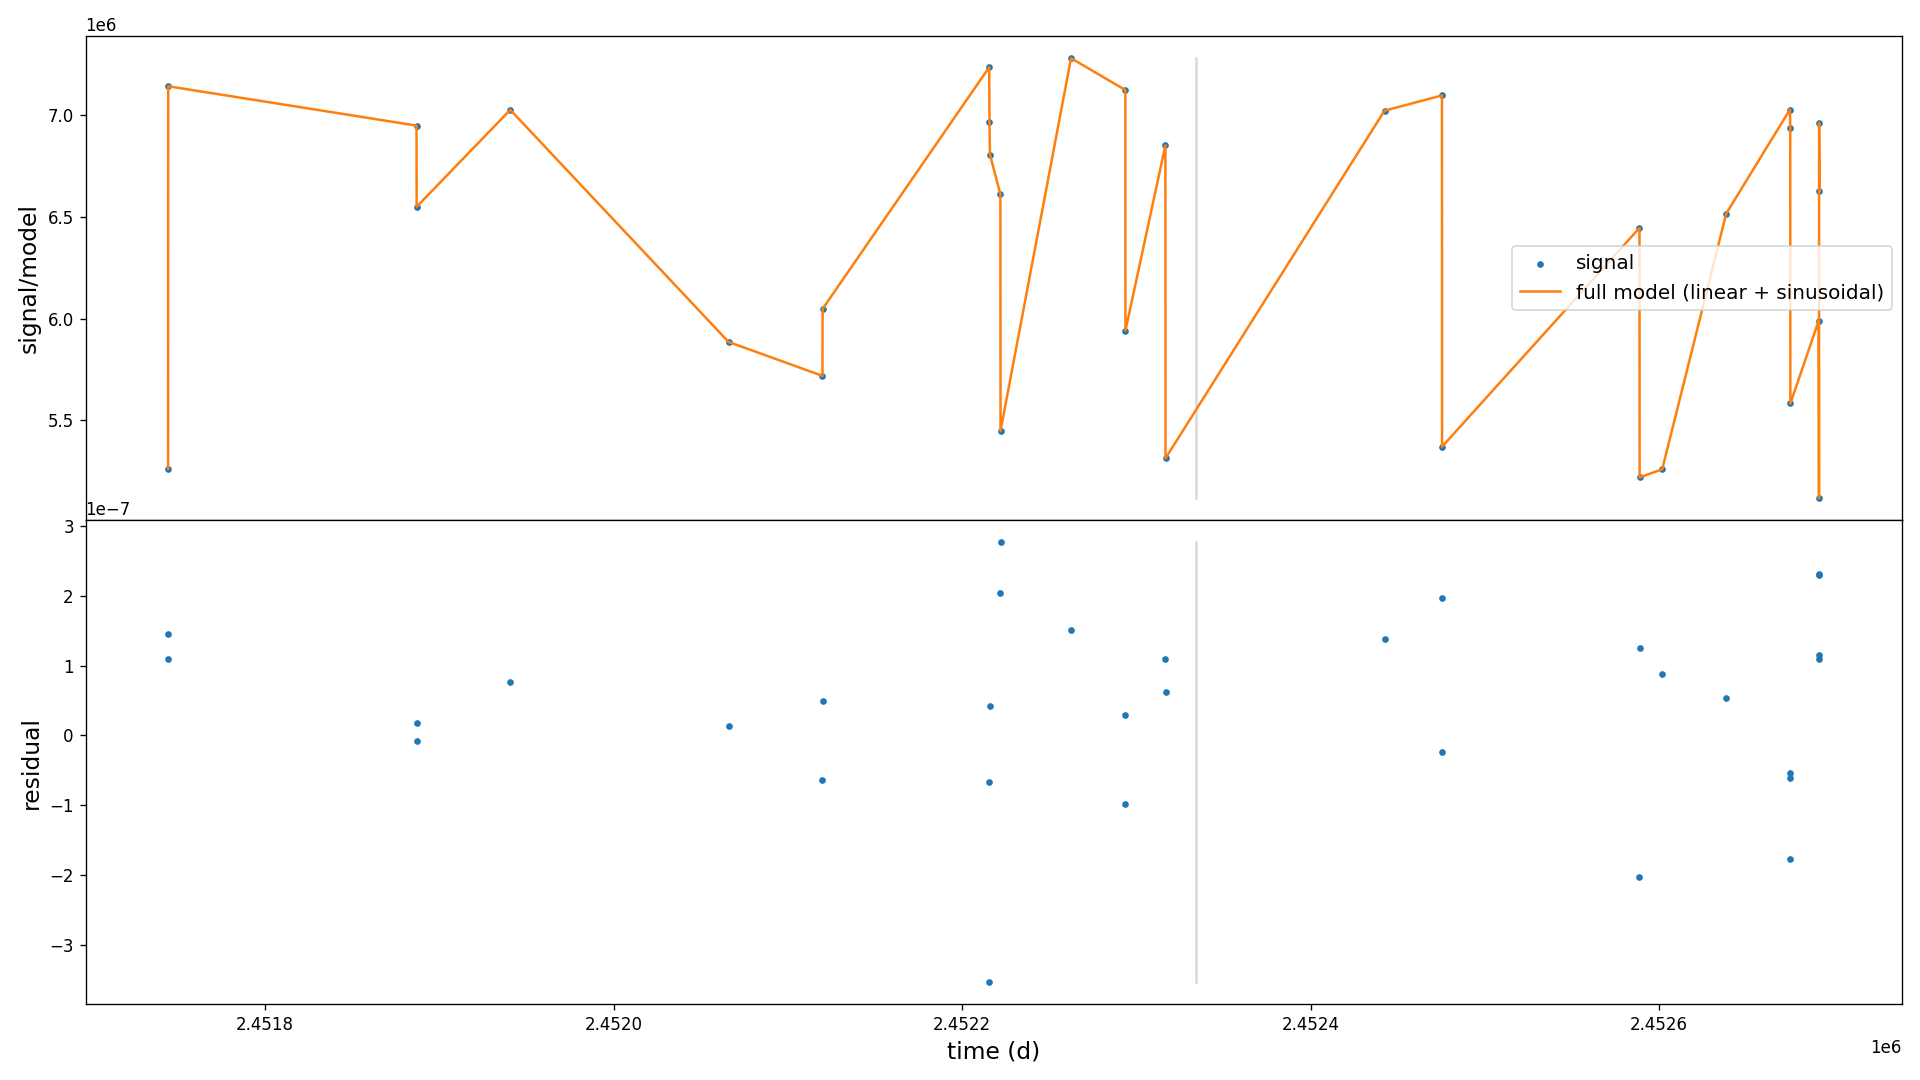 1e6
7.0
6.5
6.0
5.5
signal/model
signal
full model (linear + sinusoidal)
1e−7
3
2
1
0
−1
−2
−3
residual
2.4518
2.4520
2.4522
2.4524
2.4526
1e6
time (d)